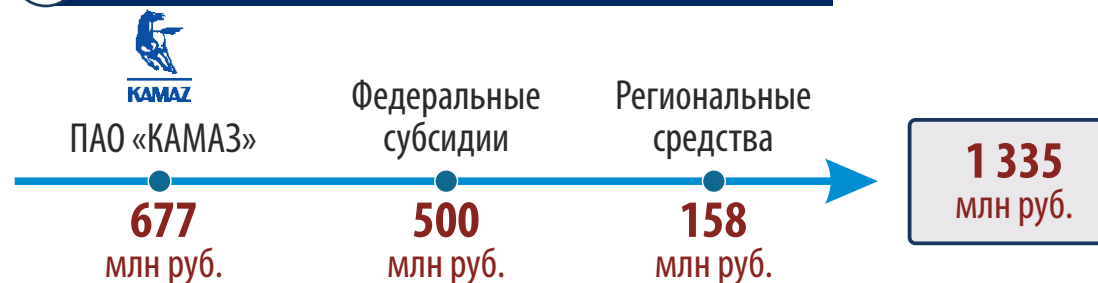 KAMAZ
ПАО «КАМАЗ»
Федеральные
субсидии
Региональные
средства
677
млн руб.
500
млн руб.
158
млн руб.
1 335
млн руб.